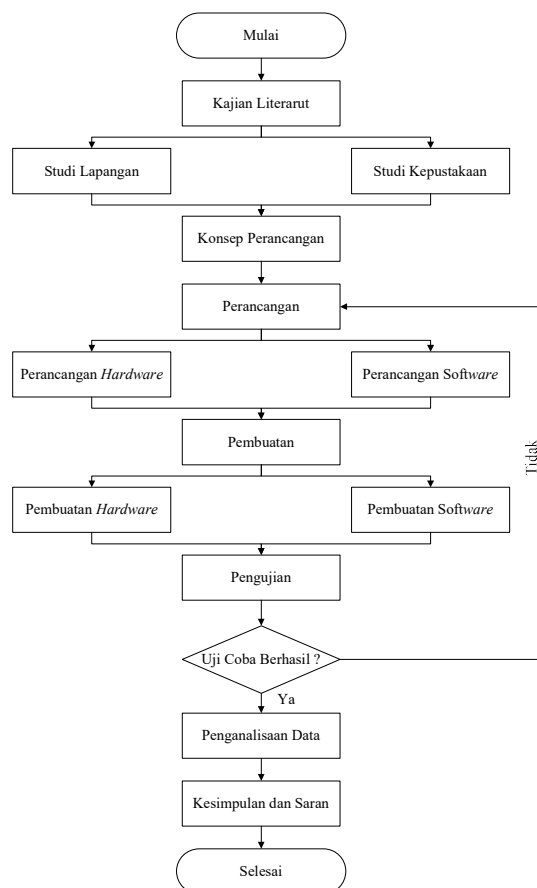 Mulai
Kajian Literarut
Studi Lapangan
Studi Kepustakaan
Konsep Perancangan
Perancangan
Perancangan Hardware
Perancangan Software
Pembuatan
Tidak
Pembuatan Hardware
Pembuatan Software
Pengujian
Uji Coba Berhasil ?
Ya
Penganalisaan Data
Kesimpulan dan Saran
Selesai